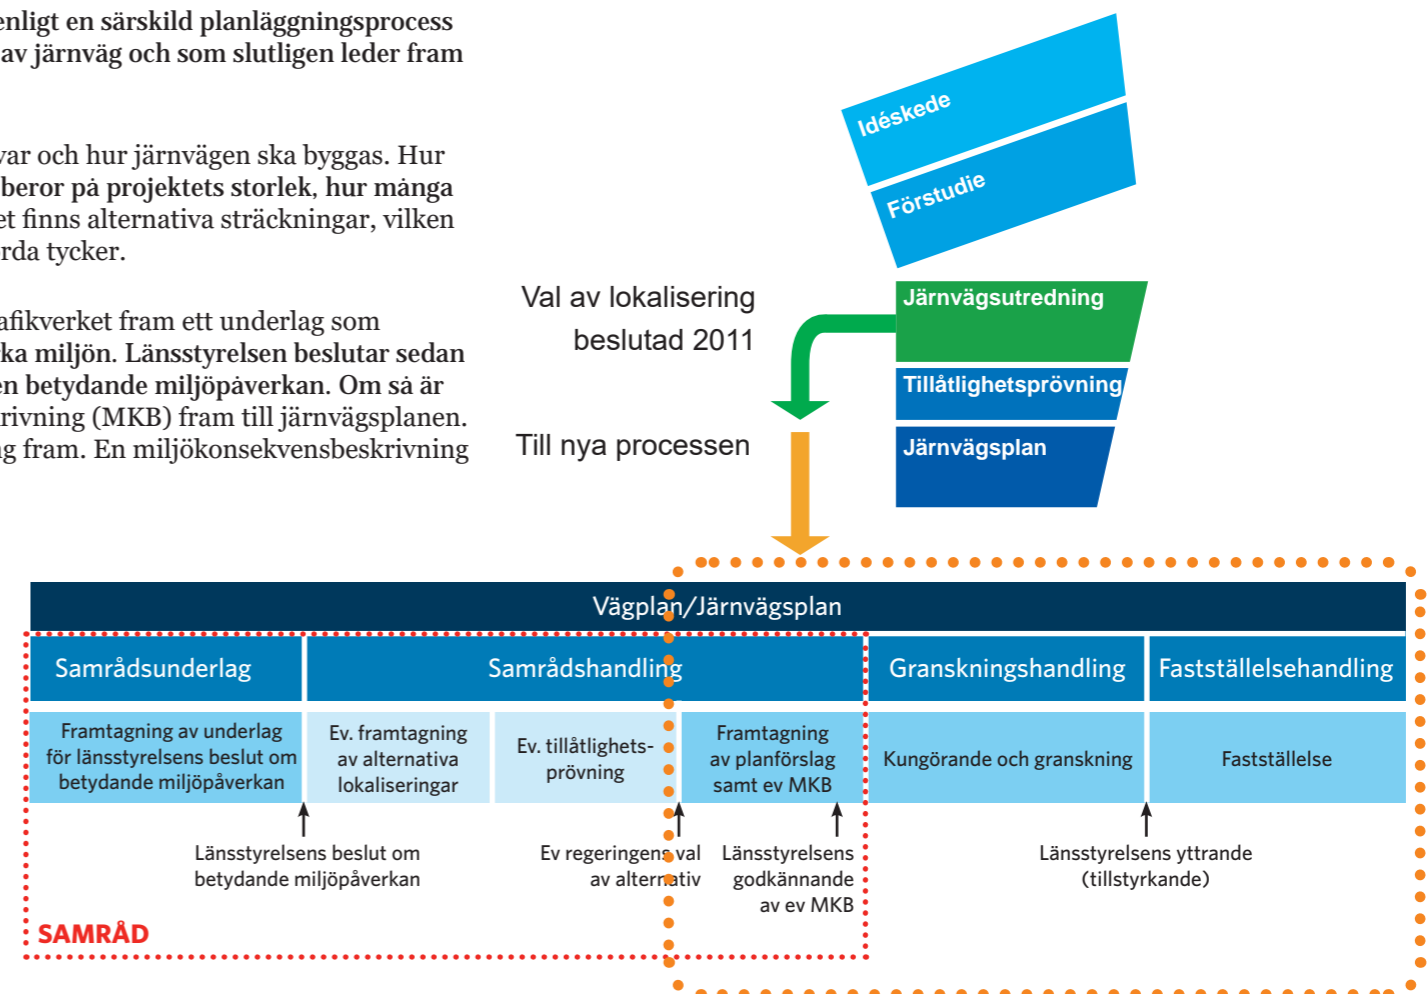 enligt en särskild planläggningsprocess
av järnväg och som slutligen leder fram
var och hur järnvägen ska byggas. Hur
beror på projektets storlek, hur många
et finns alternativa sträckningar, vilken
rda tycker.
afikverket fram ett underlag som
rka miljön. Länsstyrelsen beslutar sedan
en betydande miljöpåverkan. Om så är
rivning (MKB) fram till järnvägsplanen.
ng fram. En miljökonsekvensbeskrivning
Idéskede
Förstudie
Järnvägsutredning
Tillåtlighetsprövning
Järnvägsplan
Val av lokalisering
beslutad 2011
Till nya processen
Vägplan/Järnvägsplan
Samrådsunderlag
Samrådshandling
Granskningshandling
Fastställelsehandling
Framtagning av underlag
för länsstyrelsens beslut om
betydande miljöpåverkan
Ev. framtagning
av alternativa
lokaliseringar
Ev. tillåtlighets-
prövning
Framtagning
av planförslag
samt ev MKB
Kungörande och granskning
Fastställelse
Länsstyrelsens beslut om
betydande miljöpåverkan
Ev regeringens val
av alternativ
Länsstyrelsens
godkännande
av ev MKB
Länsstyrelsens yttrande
(tillstyrkande)
SAMRÅD